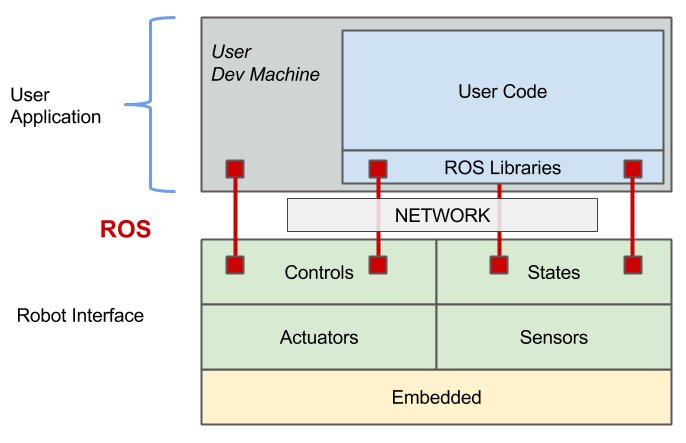 User
Dev Machine
User Code
User
Application
ROS Libraries
NETWORK
ROS
Controls
States
Robot Interface
Actuators
Sensors
Embedded